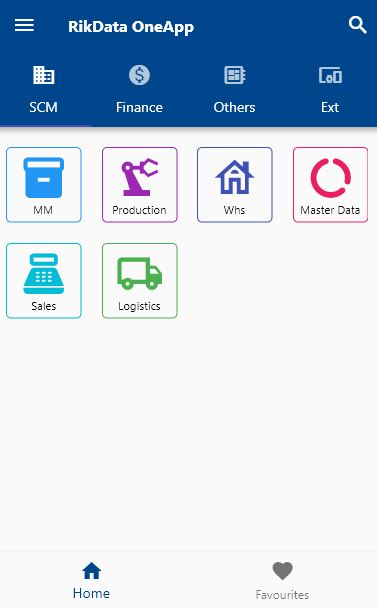 RikData OneApp
SCM
Finance
Others
Ext
MM
Production
Whs
Master Data
Sales
Logistics
Home
Favourites